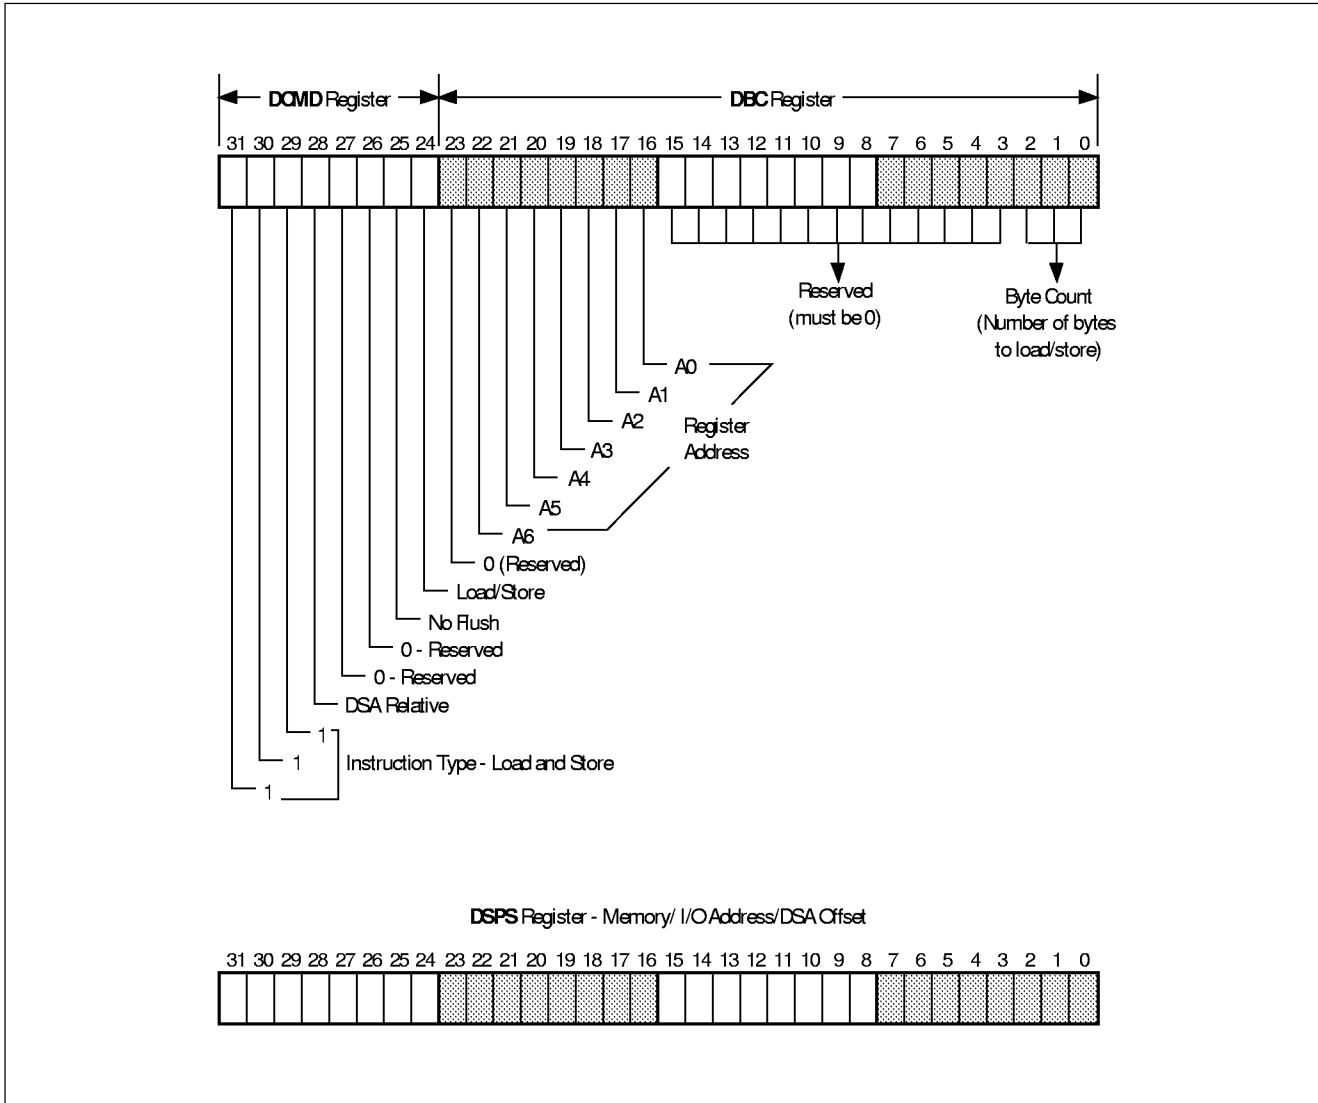 DCMD Register DBC Register
31 30 29 28 27 26 25 24 23 22 21 20 19 18 17 16 15 14 13 12 11 10 9 8 7 6 5 4 3 2 1 0
Reserved
(must be 0)
Byte Count
(Number of bytes
to load/store)
A0
A1
A2
A3
A4
A5
A6
Register
Address
0 (Reserved)
Load/Store
No Flush
0 - Reserved
0 - Reserved
DSA Relative
1
1
1
Instruction Type - Load and Store
DSPS Register - Memory/ I/O Address/DSA Offset
31 30 29 28 27 26 25 24 23 22 21 20 19 18 17 16 15 14 13 12 11 10 9 8 7 6 5 4 3 2 1 0